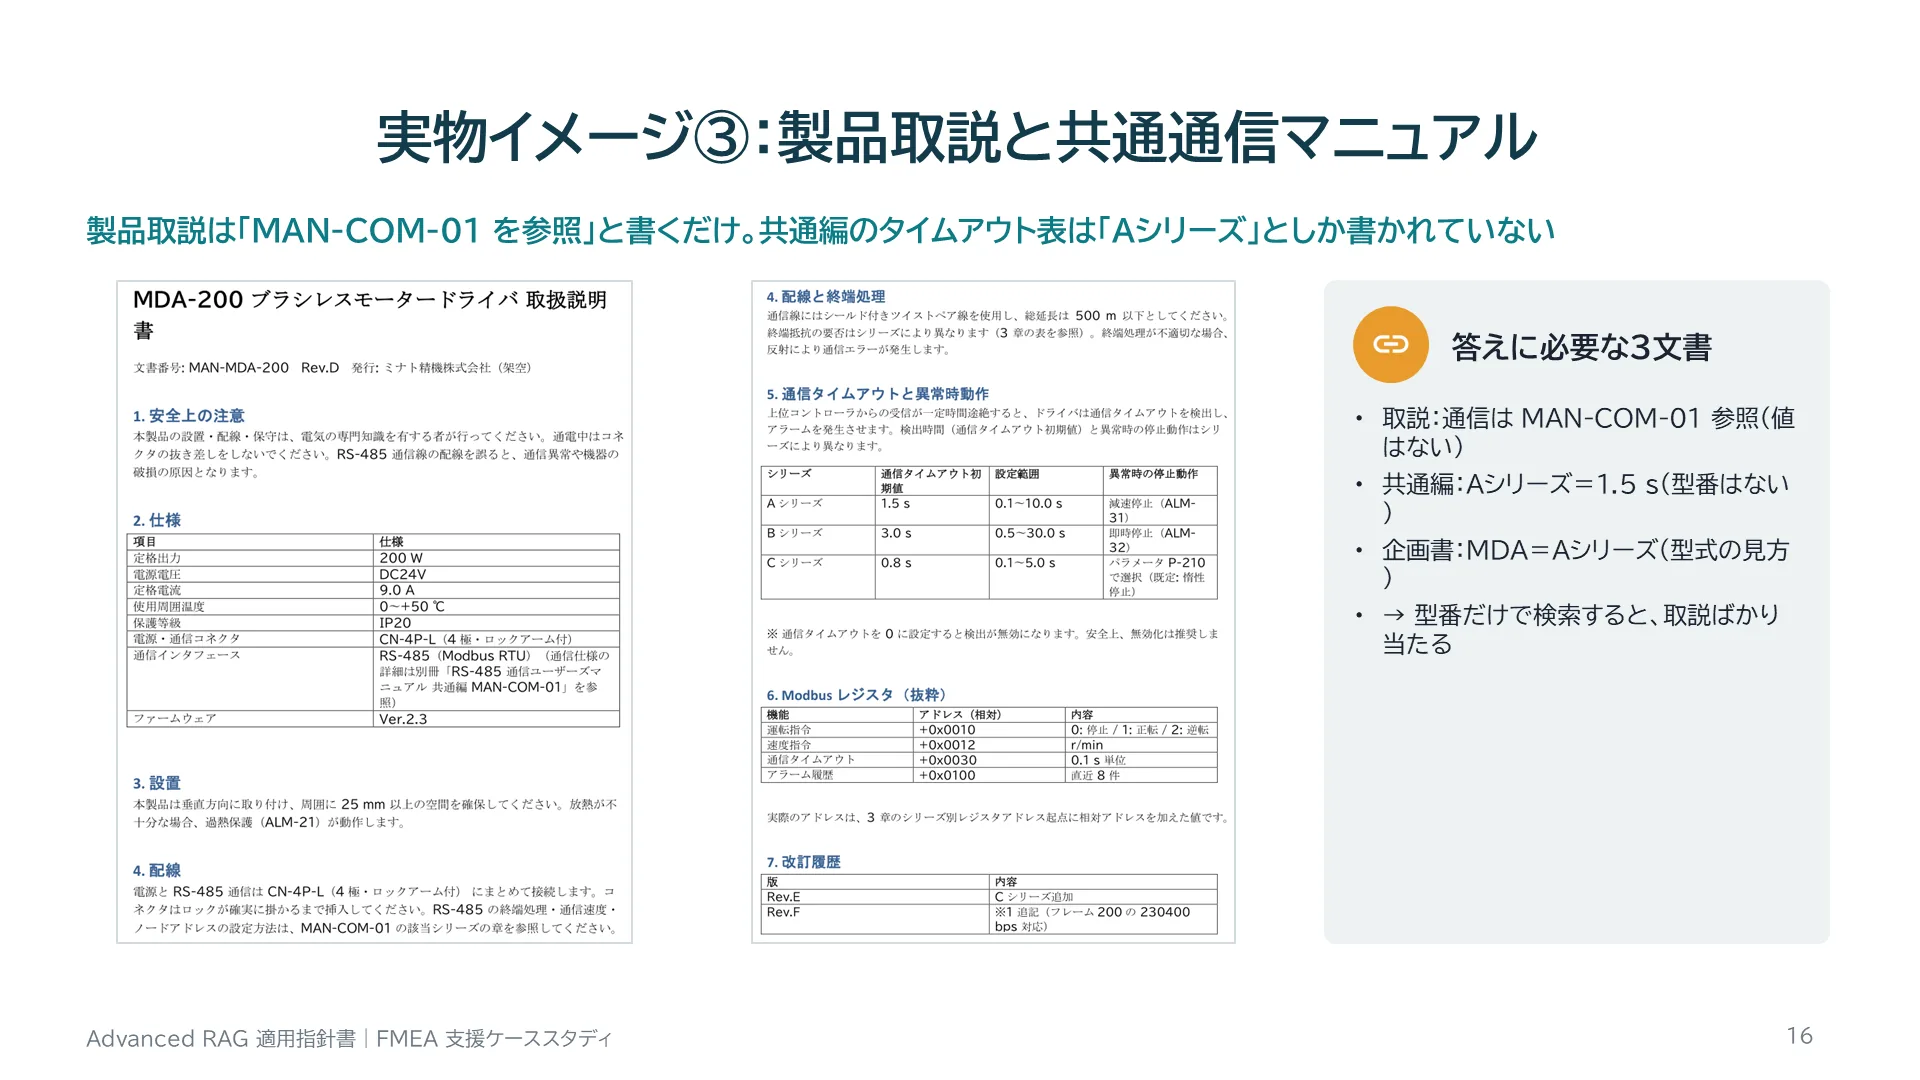 実物イメージ③：製品取説と共通通信マニュアル
製品取説は「MAN-COM-01 を参照」と書くだけ。共通編のタイムアウト表は「Aシリーズ」としか書かれていない
MDA-200 ブラシレスモータードライバ 取扱説明
書
文書番号: MAN-MDA-200 Rev.D 発行: ミナト精機株式会社（架空）
1. 安全上の注意
本製品の設置・配線・保守は、電気の専門知識を有する者が行ってください。通電中はコネ
クタの抜き差しをしないでください。RS-485 通信線の配線を誤ると、通信異常や機器の
破損の原因となります。
2. 仕様
項目 仕様
定格出力 200 W
電源電圧 DC24V
定格電流 9.0 A
使用周囲温度 0～+50 ℃
保護等級 IP20
電源・通信コネクタ CN-4P-L（4 極・ロックアーム付）
通信インタフェース RS-485（Modbus RTU）（通信仕様の
詳細は別冊「RS-485 通信ユーザーズマ
ニュアル 共通編 MAN-COM-01」を参
照）
ファームウェア Ver.2.3
3. 設置
本製品は垂直方向に取り付け、周囲に 25 mm 以上の空間を確保してください。放熱が不
十分な場合、過熱保護（ALM-21）が動作します。
4. 配線
電源と RS-485 通信は CN-4P-L（4 極・ロックアーム付） にまとめて接続します。コ
ネクタはロックが確実に掛かるまで挿入してください。RS-485 の終端処理・通信速度・
ノードアドレスの設定方法は、MAN-COM-01 の該当シリーズの章を参照してください。
4. 配線と終端処理
通信線にはシールド付きツイストペア線を使用し、総延長は 500 m 以下としてください。
終端抵抗の要否はシリーズにより異なります（3 章の表を参照）。終端処理が不適切な場合、
反射により通信エラーが発生します。
5. 通信タイムアウトと異常時動作
上位コントローラからの受信が一定時間途絶すると、ドライバは通信タイムアウトを検出し、
アラームを発生させます。検出時間（通信タイムアウト初期値）と異常時の停止動作はシリ
ーズにより異なります。
シリーズ 通信タイムアウト初期値 設定範囲 異常時の停止動作
A シリーズ 1.5 s 0.1～10.0 s 減速停止（ALM-31）
B シリーズ 3.0 s 0.5～30.0 s 即時停止（ALM-32）
C シリーズ 0.8 s 0.1～5.0 s パラメータ P-210
で選択（既定: 惰性
停止）
※ 通信タイムアウトを 0 に設定すると検出が無効になります。安全上、無効化は推奨しま
せん。
6. Modbus レジスタ（抜粋）
機能 アドレス（相対） 内容
運転指令 +0x0010 0: 停止 / 1: 正転 / 2: 逆転
速度指令 +0x0012 r/min
通信タイムアウト +0x0030 0.1 s 単位
アラーム履歴 +0x0100 直近 8 件
実際のアドレスは、3 章のシリーズ別レジスタアドレス起点に相対アドレスを加えた値です。
7. 改訂履歴
版 内容
Rev.E C シリーズ追加
Rev.F ※1 追記（フレーム 200 の 230400
bps 対応）
答えに必要な3文書
• 取説：通信は MAN-COM-01 参照（値
はない）
• 共通編：Aシリーズ＝1.5 s（型番はない
）
• 企画書：MDA＝Aシリーズ（型式の見方
）
• → 型番だけで検索すると、取説ばかり
当たる
Advanced RAG 適用指針書｜FMEA 支援ケーススタディ
16